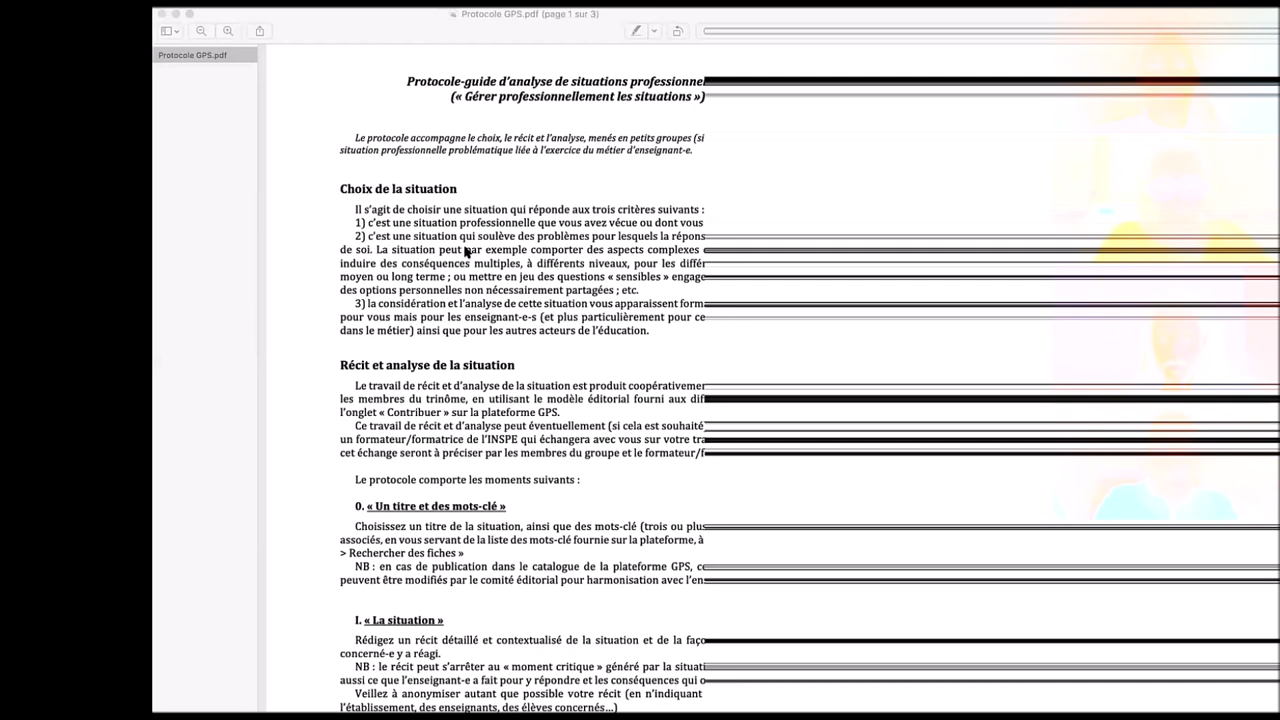 Protocole GPS.pdf (page 1 sur 3)
Protocole GPS.pdf
Protocole-guide d'analyse de situations professionnel
(« Gérer professionnellement les situations »)
Le protocole accompagne le choix, le récit et l'analyse, menés en petits groupes (si
situation professionnelle problématique liée à l'exercice du métier d'enseignant-e.
Choix de la situation
Il s'agit de choisir une situation qui réponde aux trois critères suivants :
1) c'est une situation professionnelle que vous avez vécue ou dont vous
2) c'est une situation qui soulève des problèmes pour lesquels la répons
de soi. La situation peut par exemple comporter des aspects complexes
induire des conséquences multiples, à différents niveaux, pour les différ
moyen ou long terme ; ou mettre en jeu des questions « sensibles » engage
des options personnelles non nécessairement partagées ; etc.
3) la considération et l'analyse de cette situation vous apparaissent form
pour vous mais pour les enseignant-e-s (et plus particulièrement pour ce
dans le métier) ainsi que pour les autres acteurs de l'éducation.
Récit et analyse de la situation
Le travail de récit et d'analyse de la situation est produit coopérativemen
les membres du trinôme, en utilisant le modèle éditorial fourni aux dif
l'onglet « Contribuer » sur la plateforme GPS.
Ce travail de récit et d'analyse peut éventuellement (si cela est souhaité
un formateur/formatrice de l'INSPE qui échangera avec vous sur votre tra
cet échange seront à préciser par les membres du groupe et le formateur/f
Le protocole comporte les moments suivants :
0. « Un titre et des mots-clé »
Choisissez un titre de la situation, ainsi que des mots-clé (trois ou plus
associés, en vous servant de la liste des mots-clé fournie sur la plateforme, à
> Rechercher des fiches »
NB : en cas de publication dans le catalogue de la plateforme GPS, ce
peuvent être modifiés par le comité éditorial pour harmonisation avec l'en
I. « La situation »
Rédigez un récit détaillé et contextualisé de la situation et de la faço
concerné-e y a réagi.
NB : le récit peut s'arrêter au « moment critique » généré par la situati
aussi ce que l'enseignant-e a fait pour y répondre et les conséquences qui o
Veillez à anonymiser autant que possible votre récit (en n'indiquant
l'établissement, des enseignants, des élèves concernés...)